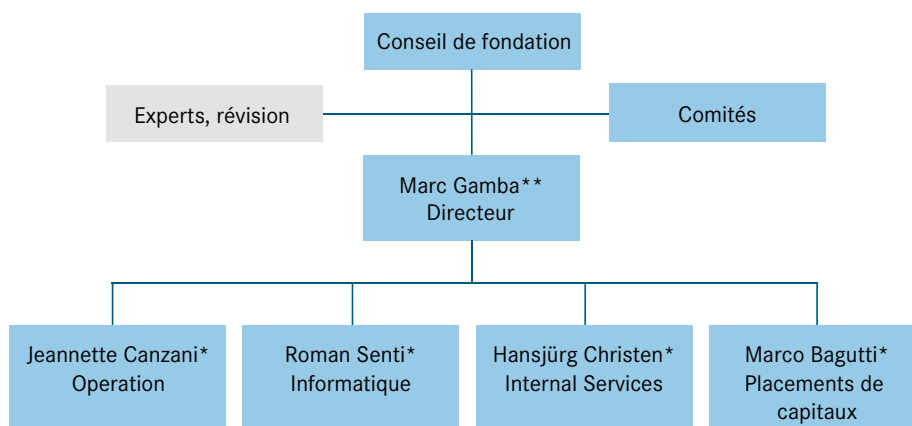 Conseil de fondation
Experts, révision
Comités
Marc Gamba**
Directeur
Jeannette Canzani*
Operation
Roman Senti*
Informatique
Hansjürg Christen*
Internal Services
Marco Bagutti*
Placements de
capitaux